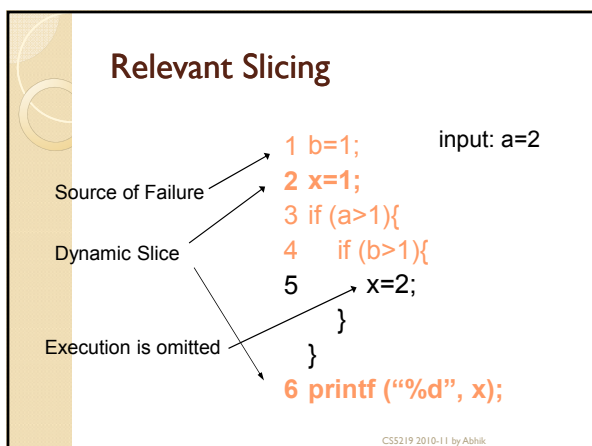 Relevant Slicing
input: a=2
1 b=1;
Source of Failure
2 x=1;
3 if (a>1){
Dynamic Slice
4 if (b>1){
5 x=2;
}
Execution is omitted
}
6 printf (“%d”, x);
CS5219 2010-11 by Abhik